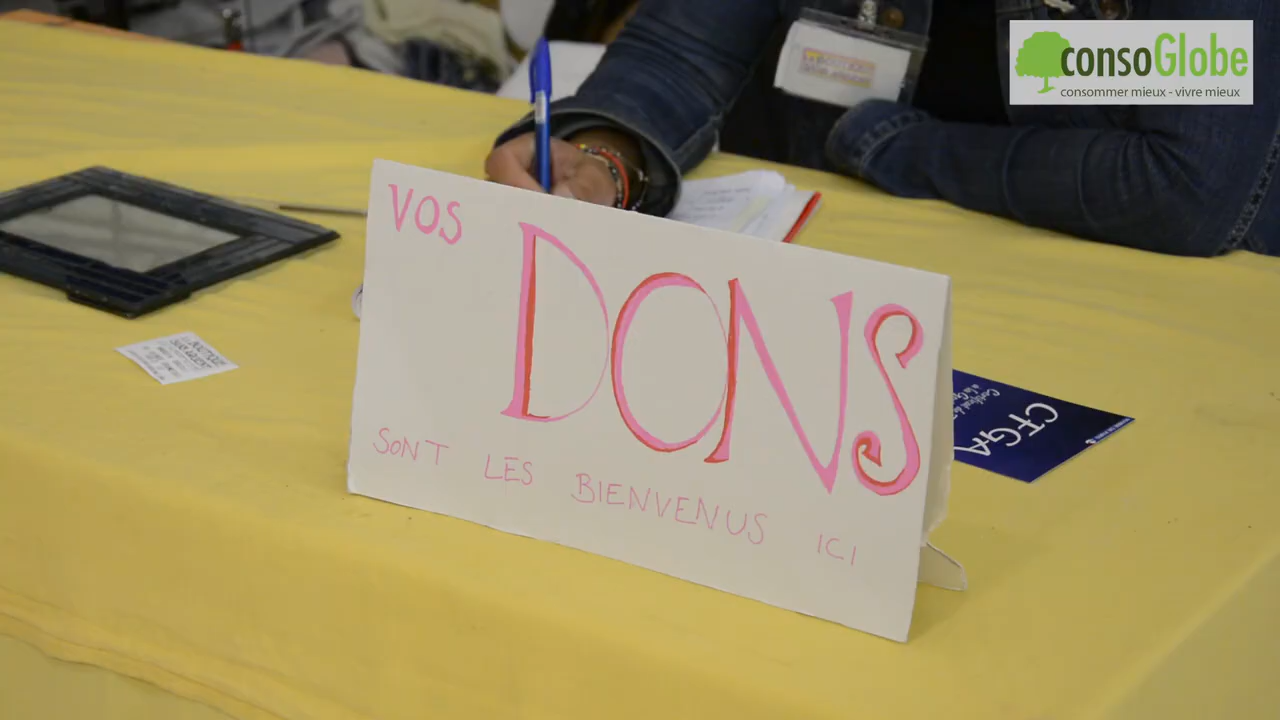 consoGlobe
consommer mieux - vivre mieux
VOS
DONS
SONT LES BIENVENUS ICI
CFGA